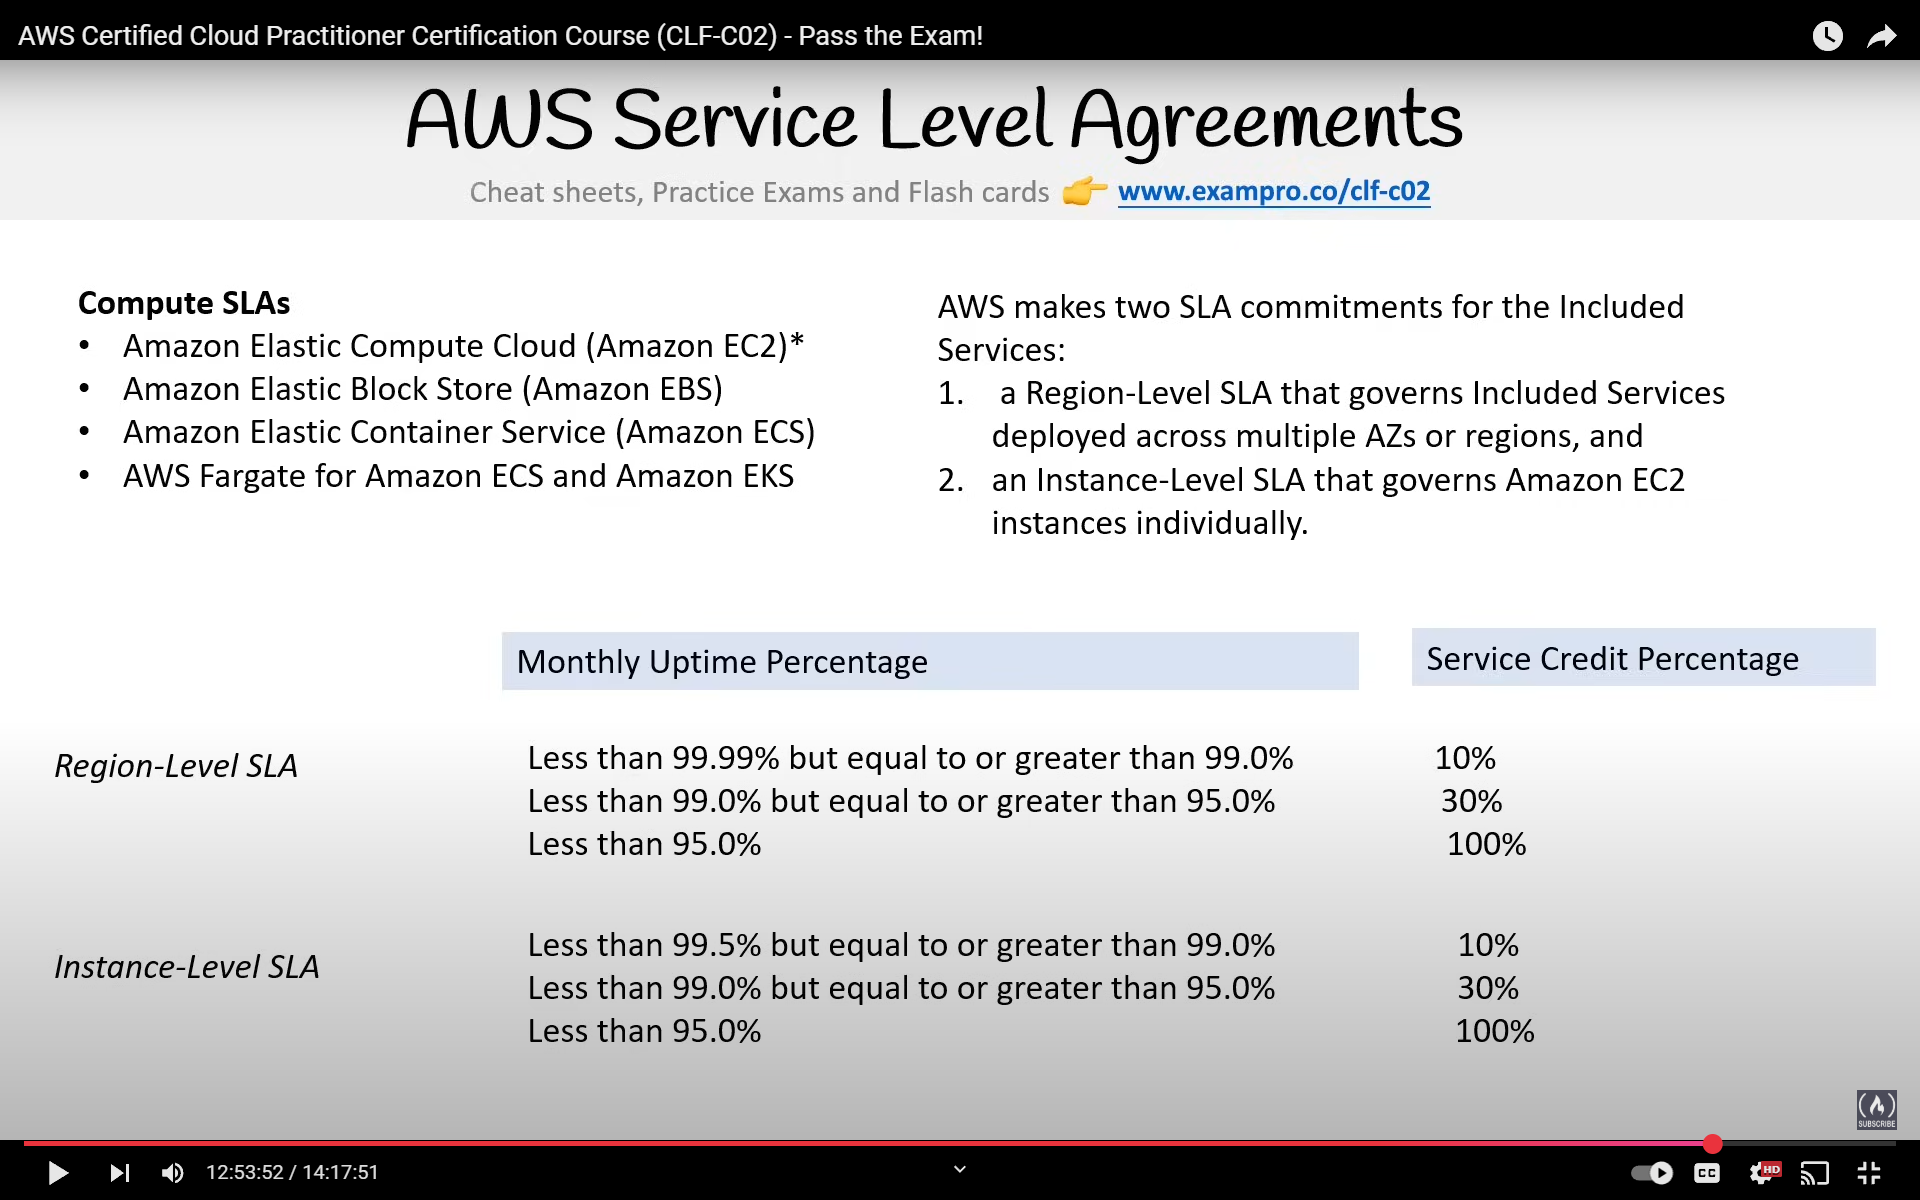 AWS Certified Cloud Practitioner Certification Course (CLF-C02) - Pass the Exam!
AWS Service Level Agreements
Cheat sheets, Practice Exams and Flash cards 👉 www.exampro.co/clf-c02
Compute SLAs
• Amazon Elastic Compute Cloud (Amazon EC2)*
• Amazon Elastic Block Store (Amazon EBS)
• Amazon Elastic Container Service (Amazon ECS)
• AWS Fargate for Amazon ECS and Amazon EKS
AWS makes two SLA commitments for the Included
Services:
1. a Region-Level SLA that governs Included Services
deployed across multiple AZs or regions, and
2. an Instance-Level SLA that governs Amazon EC2
instances individually.
Monthly Uptime Percentage
Service Credit Percentage
Region-Level SLA
Less than 99.99% but equal to or greater than 99.0% 10%
Less than 99.0% but equal to or greater than 95.0% 30%
Less than 95.0% 100%
Instance-Level SLA
Less than 99.5% but equal to or greater than 99.0% 10%
Less than 99.0% but equal to or greater than 95.0% 30%
Less than 95.0% 100%
SUBSCRIBE
12:53:52 / 14:17:51
CC
HD